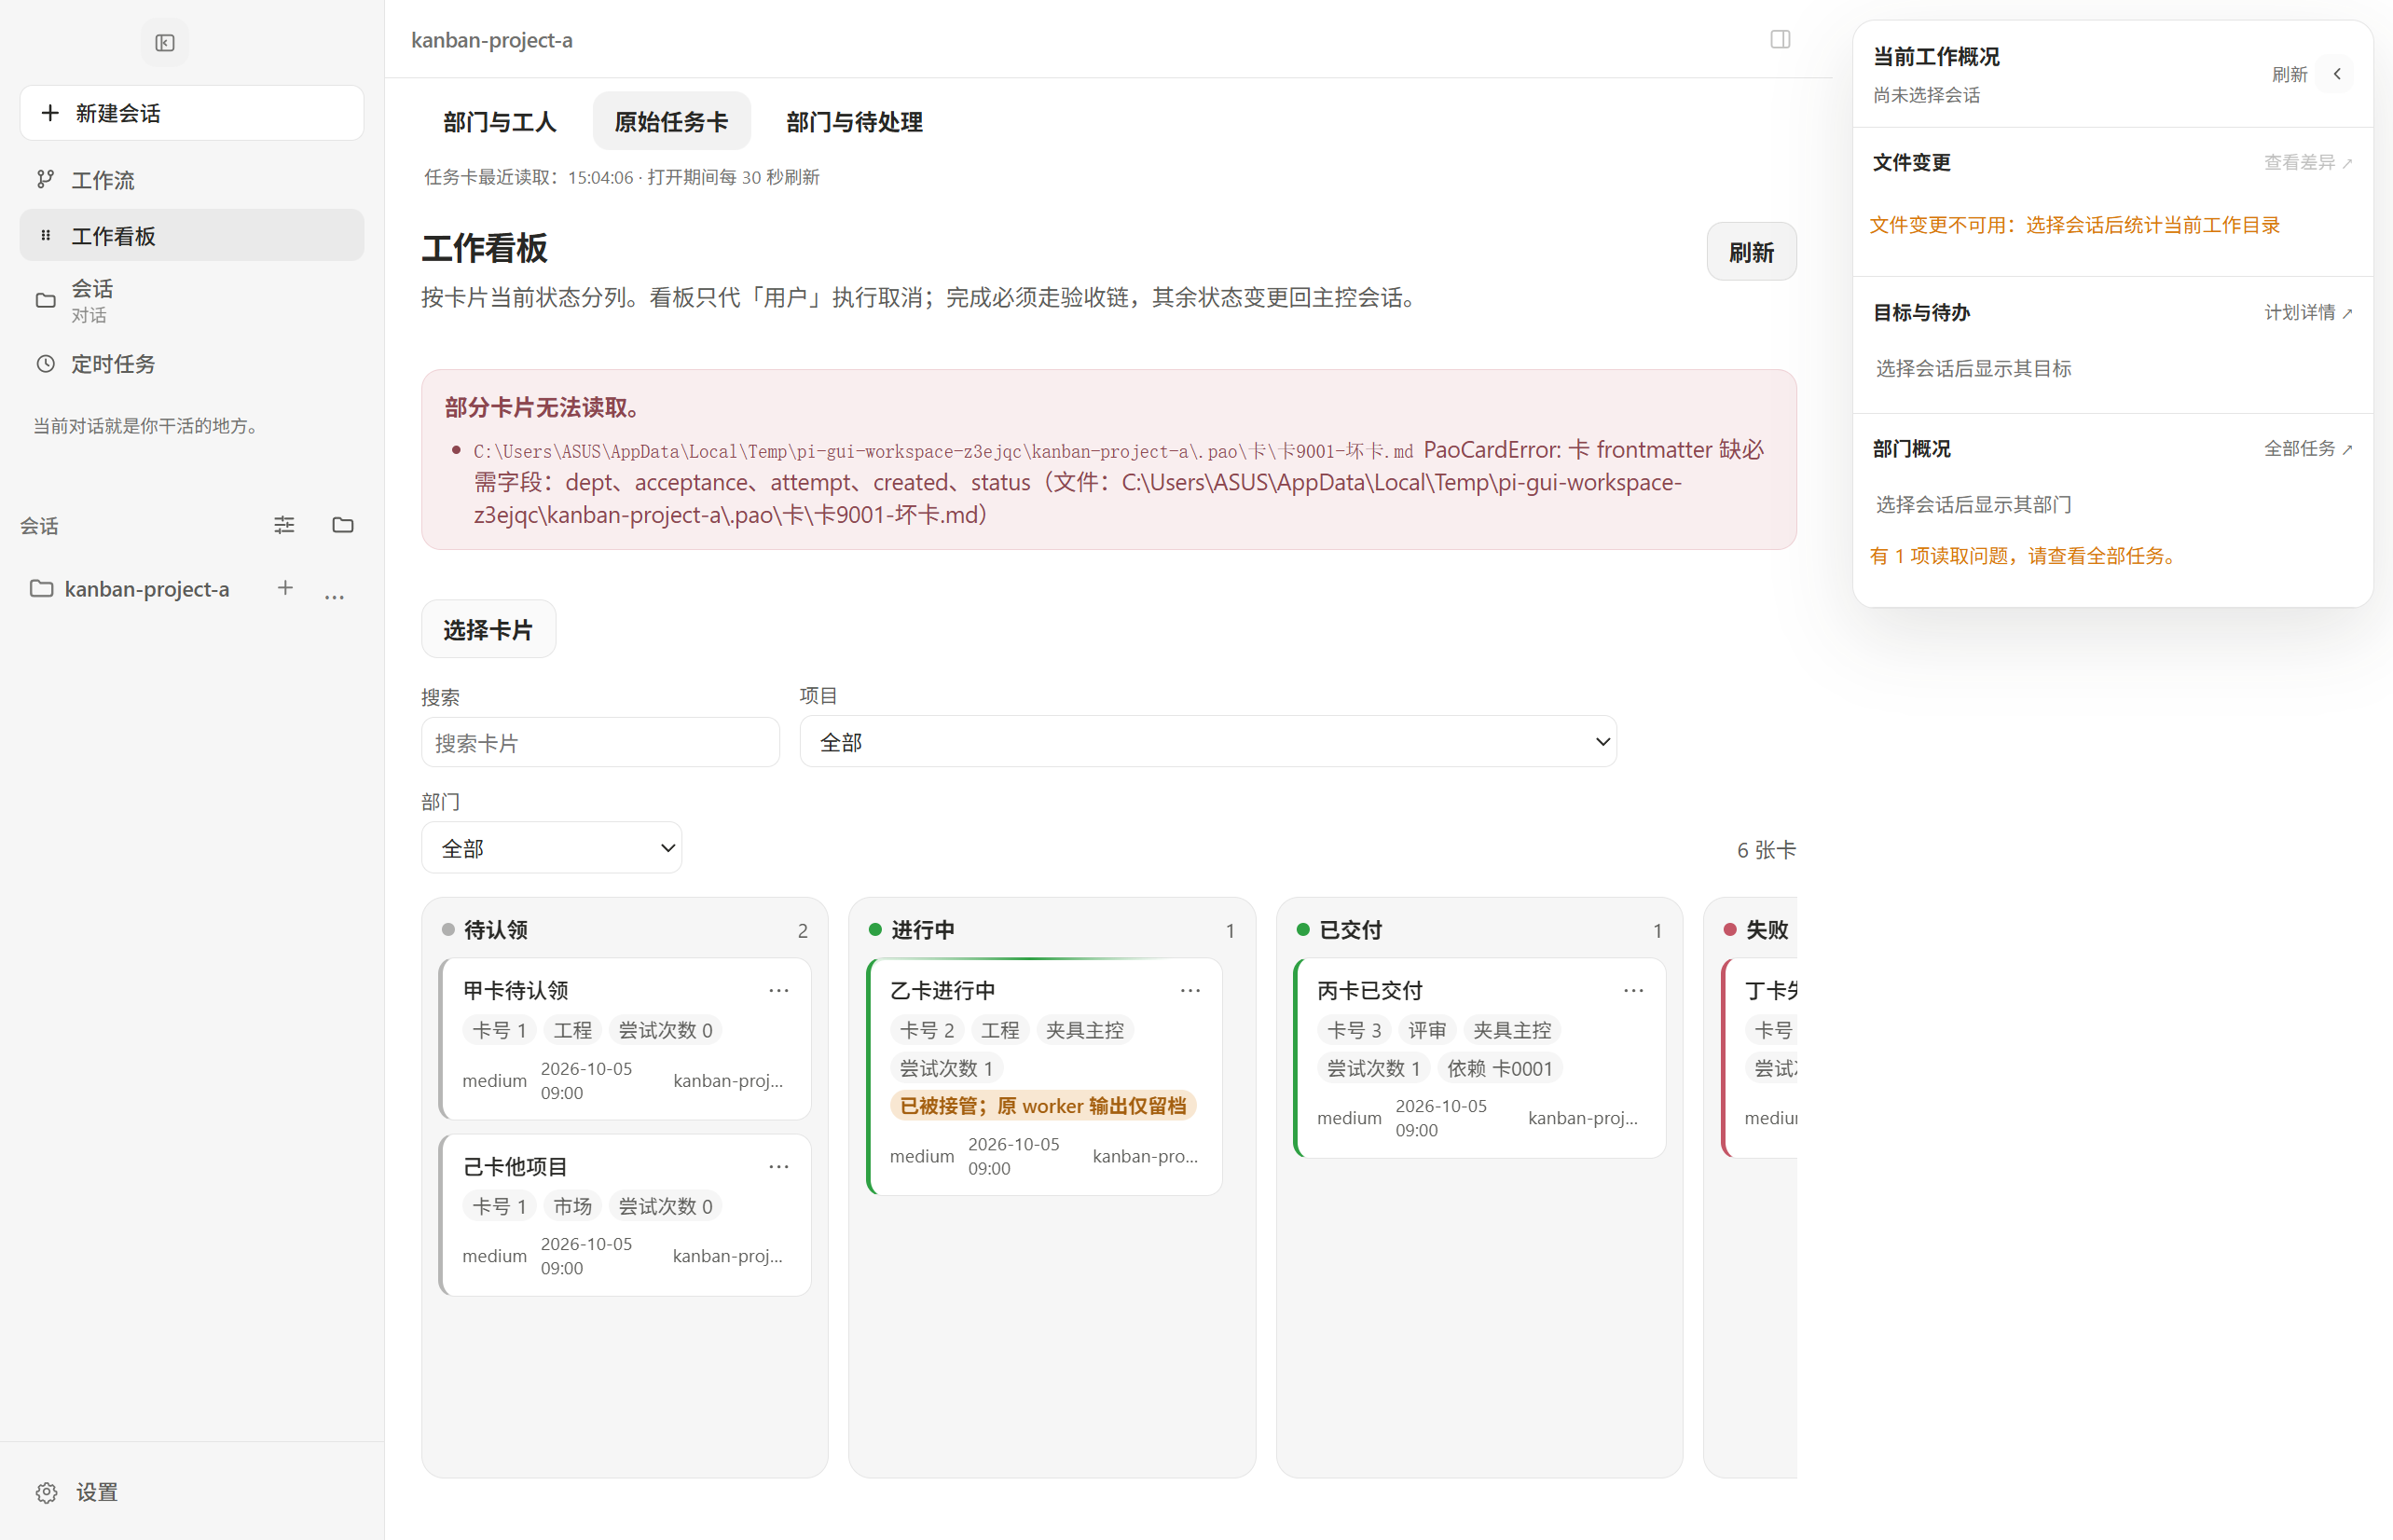 新建会话
工作流
工作看板
会话
对话
定时任务
当前对话就是你干活的地方。
会话
kanban-project-a
设置
kanban-project-a
部门与工人
原始任务卡
部门与待处理
任务卡最近读取：15:04:06 · 打开期间每 30 秒刷新
工作看板
刷新
按卡片当前状态分列。看板只代「用户」执行取消；完成必须走验收链，其余状态变更回主控会话。
部分卡片无法读取。
C:\Users\ASUS\AppData\Local\Temp\pi-gui-workspace-z3ejqc\kanban-project-a\.pao\卡\卡9001-坏卡.md PaoCardError: 卡 frontmatter 缺必
需字段：dept、acceptance、attempt、created、status（文件：C:\Users\ASUS\AppData\Local\Temp\pi-gui-workspace-
z3ejqc\kanban-project-a\.pao\卡\卡9001-坏卡.md）
选择卡片
搜索
搜索卡片
项目
全部
部门
全部
6 张卡
待认领
2
甲卡待认领
卡号 1
工程
尝试次数 0
medium
2026-10-05
09:00
kanban-proj...
己卡他项目
卡号 1
市场
尝试次数 0
medium
2026-10-05
09:00
kanban-proj...
进行中
1
乙卡进行中
卡号 2
工程
夹具主控
尝试次数 1
已被接管；原 worker 输出仅留档
medium
2026-10-05
09:00
kanban-pro...
已交付
1
丙卡已交付
卡号 3
评审
夹具主控
尝试次数 1
依赖 卡0001
medium
2026-10-05
09:00
kanban-proj...
失败
丁卡
卡号
尝试
当前工作概况
尚未选择会话
刷新
文件变更
查看差异
文件变更不可用：选择会话后统计当前工作目录
目标与待办
计划详情
选择会话后显示其目标
部门概况
全部任务
选择会话后显示其部门
有 1 项读取问题，请查看全部任务。